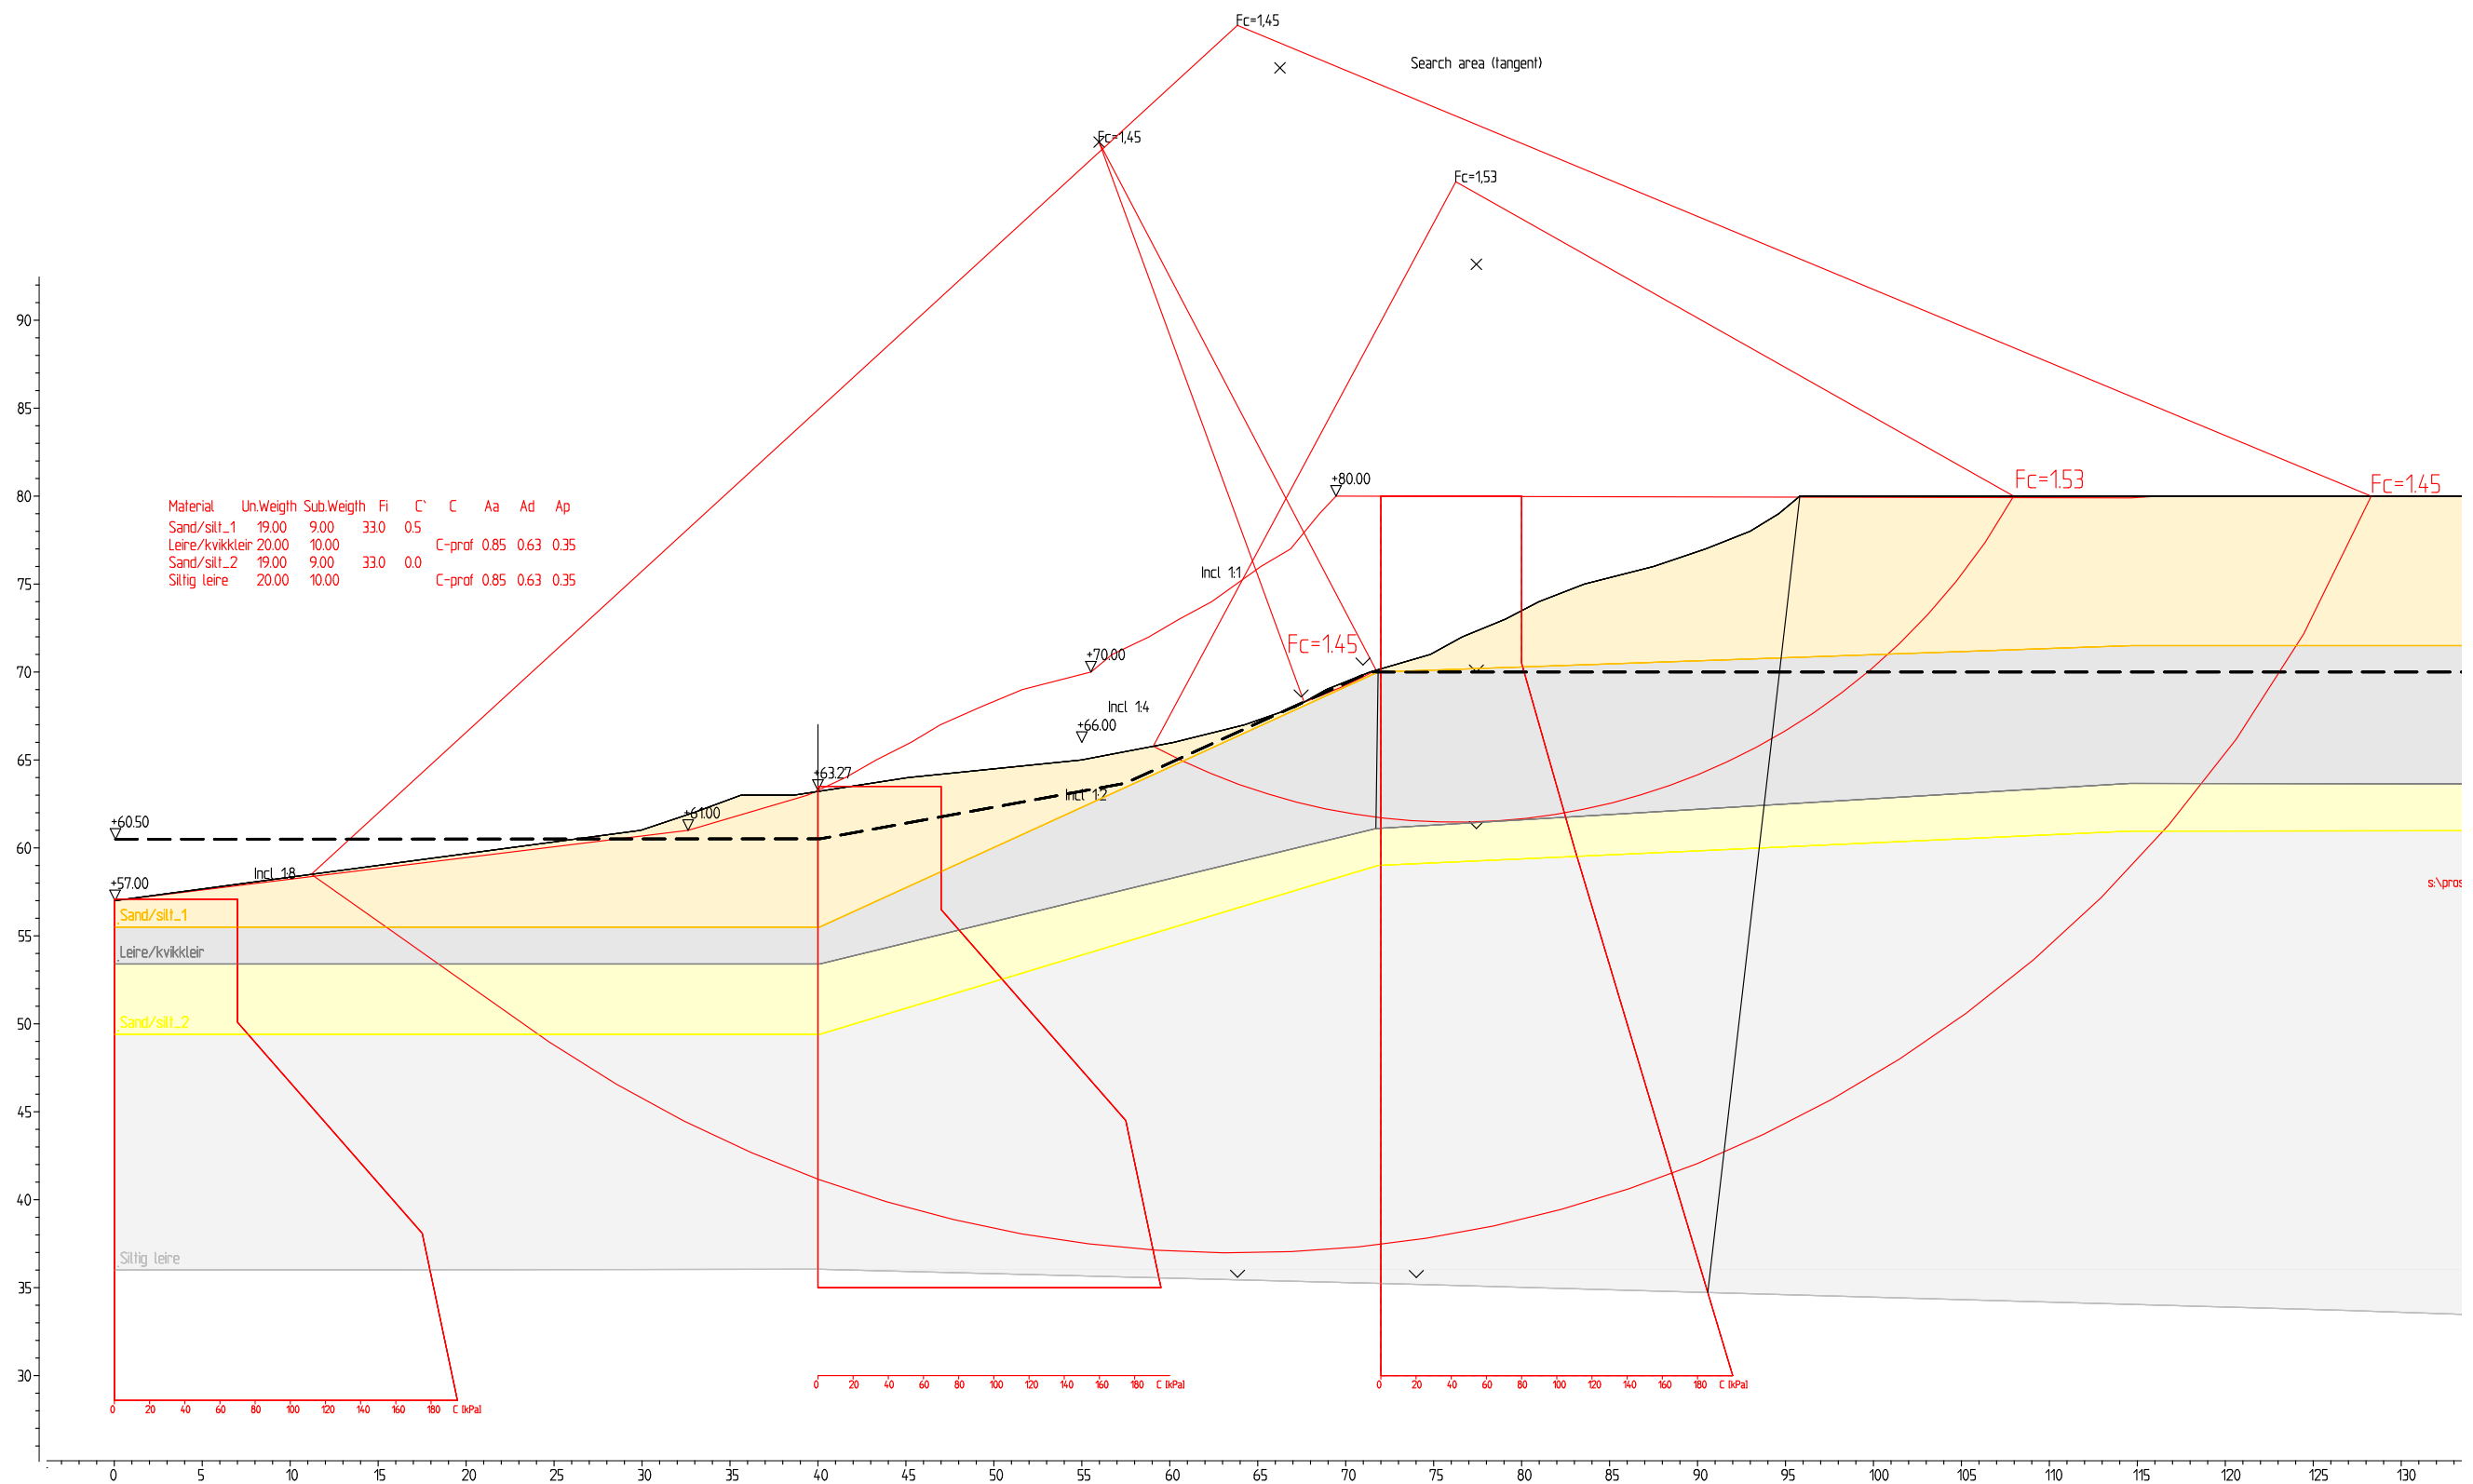 Fc=1,45
Search area (tangent)
Fc=1,45
Fc=1,53
90
85
80
75
70
65
60
55
50
45
40
35
30
+80.00
Fc=1.53
Fc=1.45
Material Un.Weigth Sub.Weigth Fi C` C Aa Ad Ap
Sand/silt_1 19.00 9.00 33.0 0.5
Leire/kvikkleir 20.00 10.00 C-prof 0.85 0.63 0.35
Sand/silt_2 19.00 9.00 33.0 0.0
Siltig leire 20.00 10.00 C-prof 0.85 0.63 0.35
Incl 1:1
Fc=1.45
+70.00
Incl 1:4
+66.00
+63.27
Incl 1:2
+61.00
+60.50
Incl 1:8
+57.00
s:\pros
Sand/silt_1
Leire/kvikkleir
Sand/silt_2
Siltig leire
0 20 40 60 80 100 120 140 160 180 C [kPa]
0 20 40 60 80 100 120 140 160 180 C [kPa]
0 20 40 60 80 100 120 140 160 180 C [kPa]
0 5 10 15 20 25 30 35 40 45 50 55 60 65 70 75 80 85 90 95 100 105 110 115 120 125 130